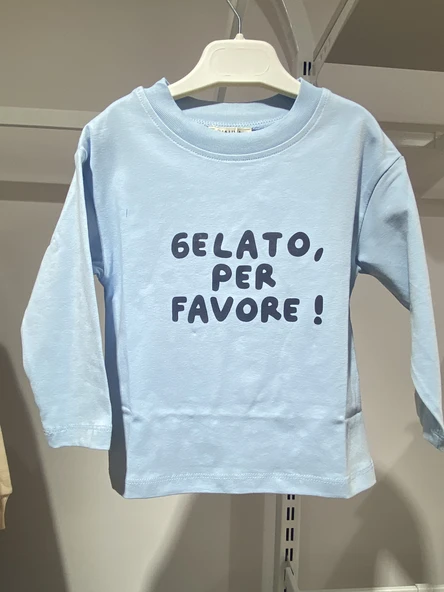 GELATO,
PER
FAVORE !